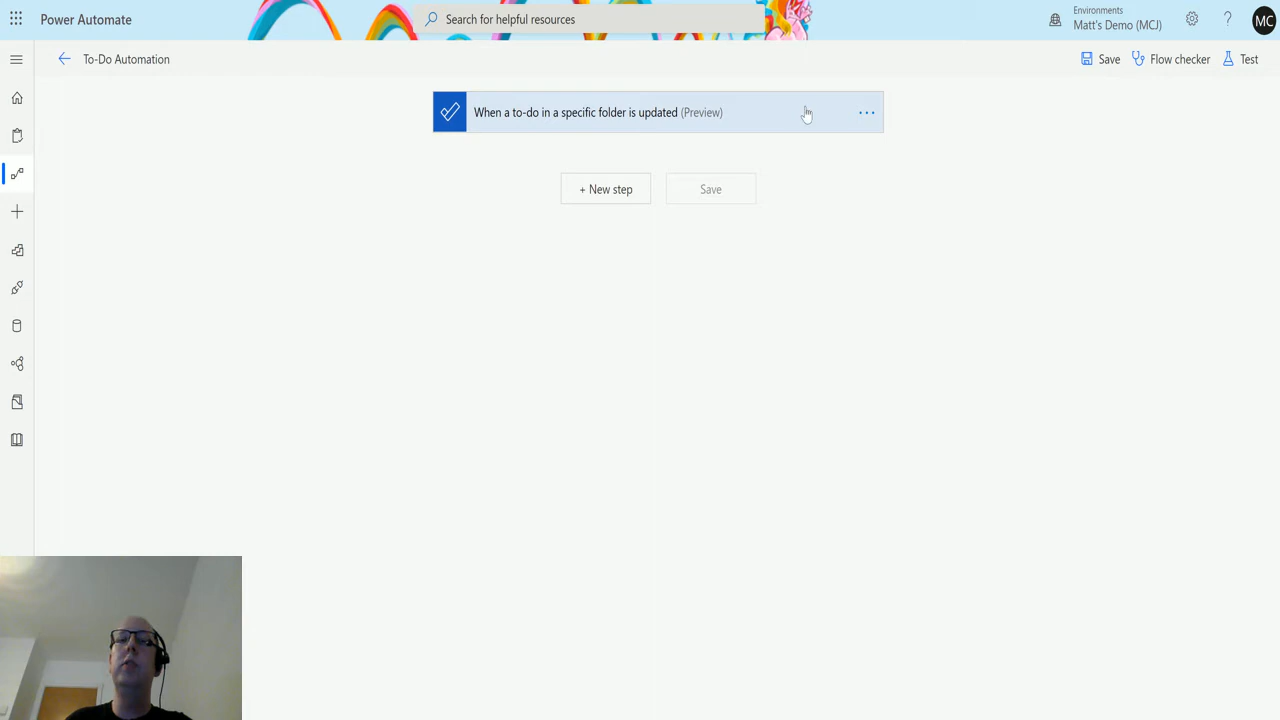 Power Automate
Search for helpful resources
Environments
Matt's Demo (MCJ)
MC
To-Do Automation
Save
Flow checker
Test
When a to-do in a specific folder is updated (Preview)
+ New step
Save